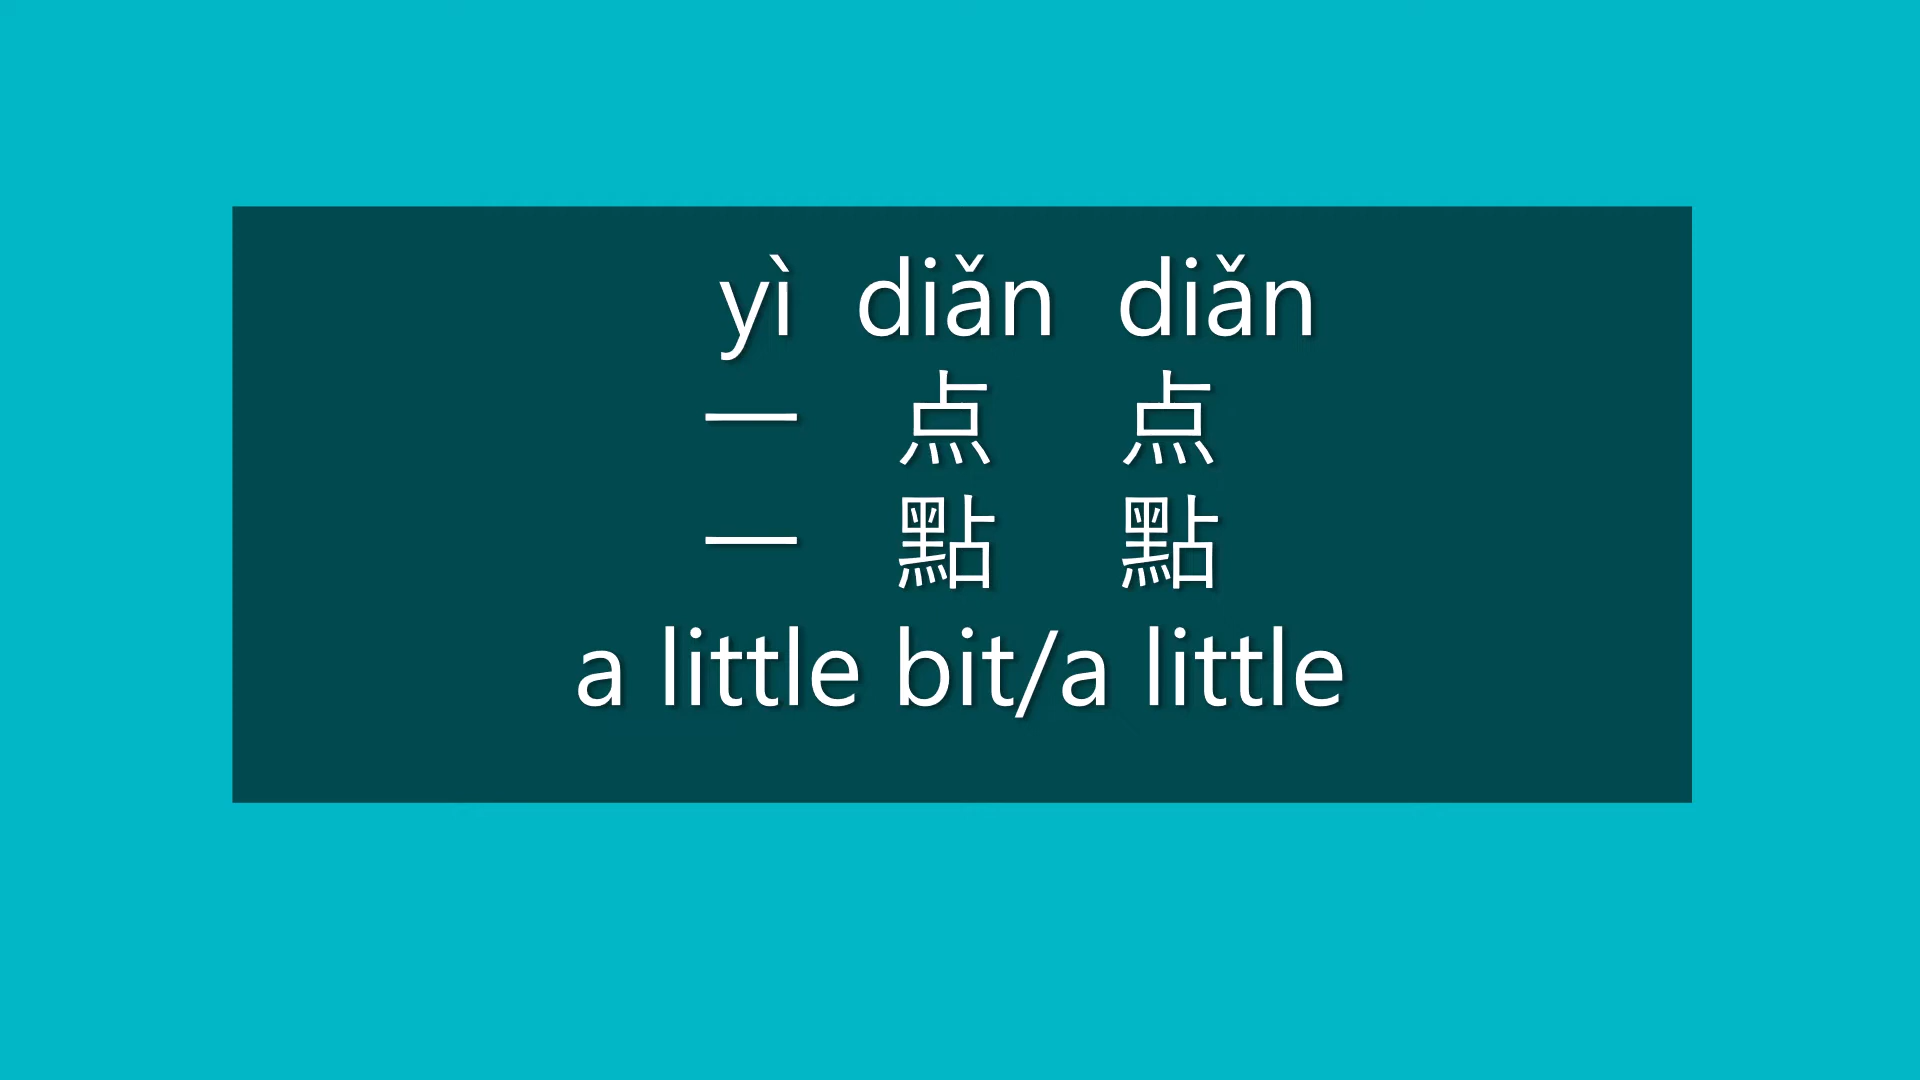 yì diǎn diǎn
一 点 点
一 點 點
a little bit/a little